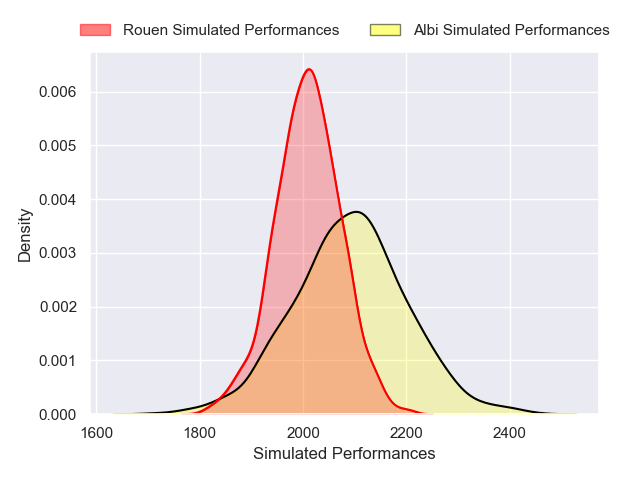 Rouen Simulated Performances Albi Simulated Performances
0.006
0.005
0.004
0.003
0.002
0.001
0.000
Density
1600 1800 2000 2200 2400
Simulated Performances